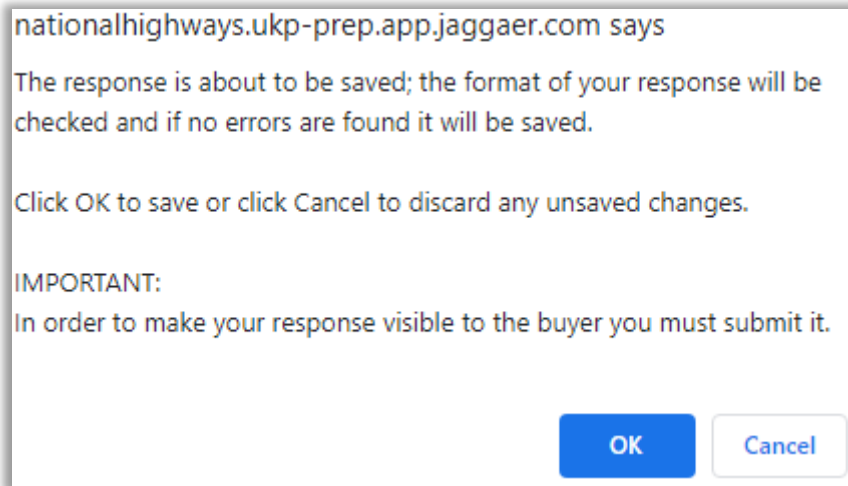 nationalhighways.ukp-prep.app.jaggaer.com says
The response is about to be saved; the format of your response will be
checked and if no errors are found it will be saved.
Click OK to save or click Cancel to discard any unsaved changes.
IMPORTANT:
In order to make your response visible to the buyer you must submit it.
OK
Cancel